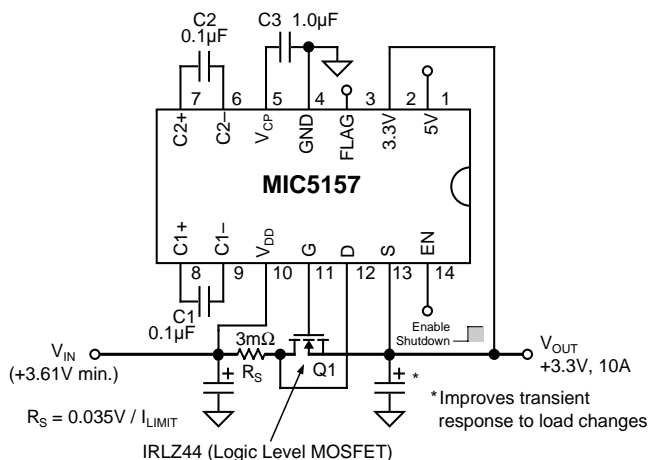 C2
0.1µF
C3 1.0µF
7 6 5 4 3 2 1
C2+ C2– VCP GND FLAG 3.3V 5V
MIC5157
C1+ C1– VDD G D S EN
8 9 10 11 12 13 14
C1
0.1µF
Enable
Shutdown
VIN
(+3.61V min.)
3mΩ
RS
Q1
VOUT
+3.3V, 10A
+ + *
RS = 0.035V / ILIMIT
*Improves transient
response to load changes
IRLZ44 (Logic Level MOSFET)